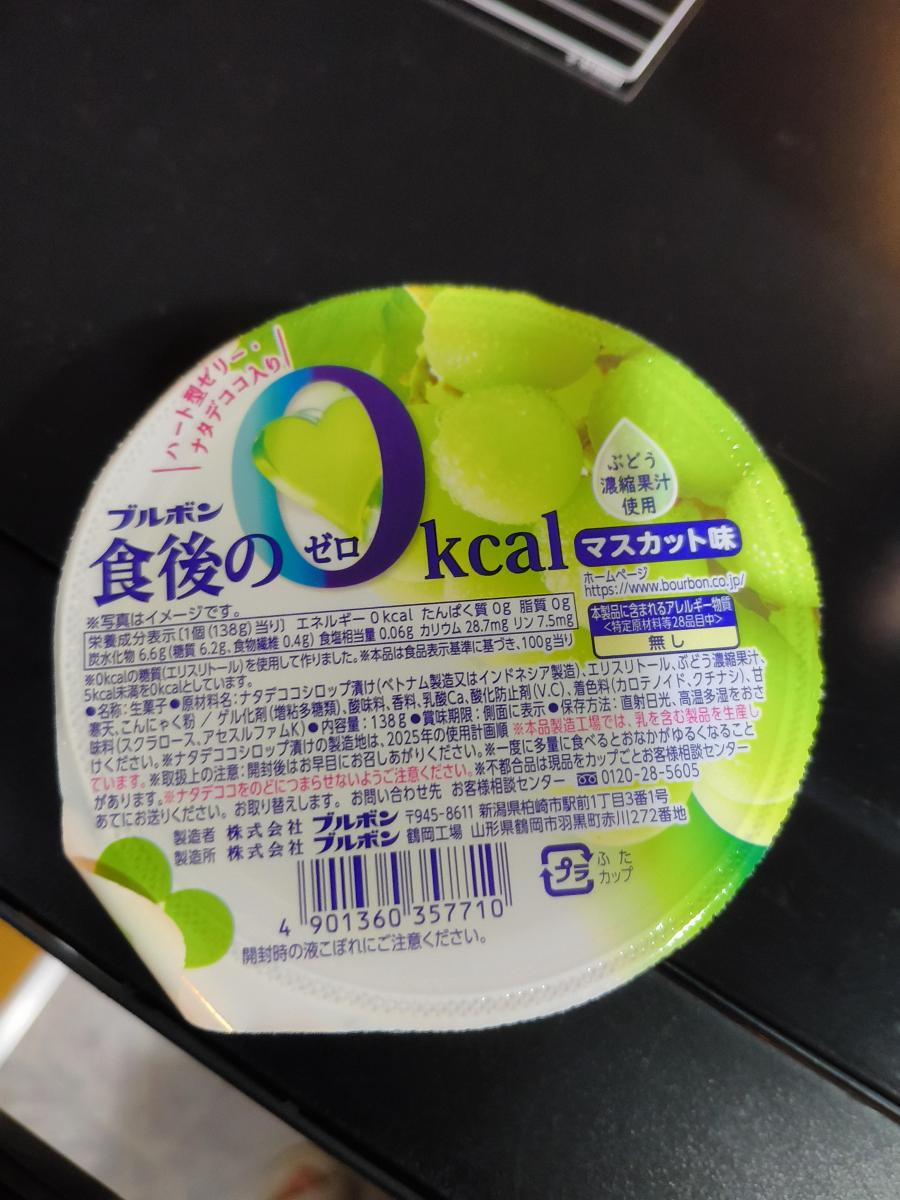 ハート型ゼリー・
ナタデココ入り
ブルボン
食後の0kcal
ゼロ
ぶどう
濃縮果汁
使用
マスカット味
ホームページ
https://www.bourbon.co.jp/
本製品に含まれるアレルギー物質
<特定原材料等28品目中>
無し
※写真はイメージです。
栄養成分表示[1個(138g)当り] エネルギー 0kcal たんぱく質 0g 脂質 0g
炭水化物 6.6g(糖質 6.2g、食物繊維 0.4g) 食塩相当量 0.06g カリウム 28.7mg リン 7.5mg
※0kcalの糖質(エリスリトール)を使用して作りました。※本品は食品表示基準に基づき、100g当り
5kcal未満を0kcalとしています。
●名称:生菓子●原材料名:ナタデココシロップ漬け(ベトナム製造又はインドネシア製造)、エリスリトール、ぶどう濃縮果汁、
寒天、こんにゃく粉 / ゲル化剤(増粘多糖類)、酸味料、香料、乳酸Ca、酸化防止剤(V.C)、着色料(カロテノイド、クチナシ)、甘
味料(スクラロース、アセスルファムK)●内容量:138g●賞味期限:側面に表示●保存方法:直射日光、高温多湿をおさ
けください。※ナタデココシロップ漬けの製造地は、2025年の使用計画順 ※本品製造工場では、乳を含む製品を生産し
ています。※取扱上の注意:開封後はお早目にお召しあがりください。※一度に多量に食べるとおなかがゆるくなること
があります。※ナタデココをのどにつまらせないようご注意ください。※不都合品は現品をカップごとお客様相談センター
あてにお送りください。お取り替えします。 お問い合わせ先 お客様相談センター 0120-28-5605
製造者 株式会社 ブルボン 〒945-8611 新潟県柏崎市駅前1丁目3番1号
製造所 株式会社 ブルボン 鶴岡工場 山形県鶴岡市羽黒町赤川272番地
プラ
ふた
カップ
4 901360 357710
開封時の液こぼれにご注意ください。